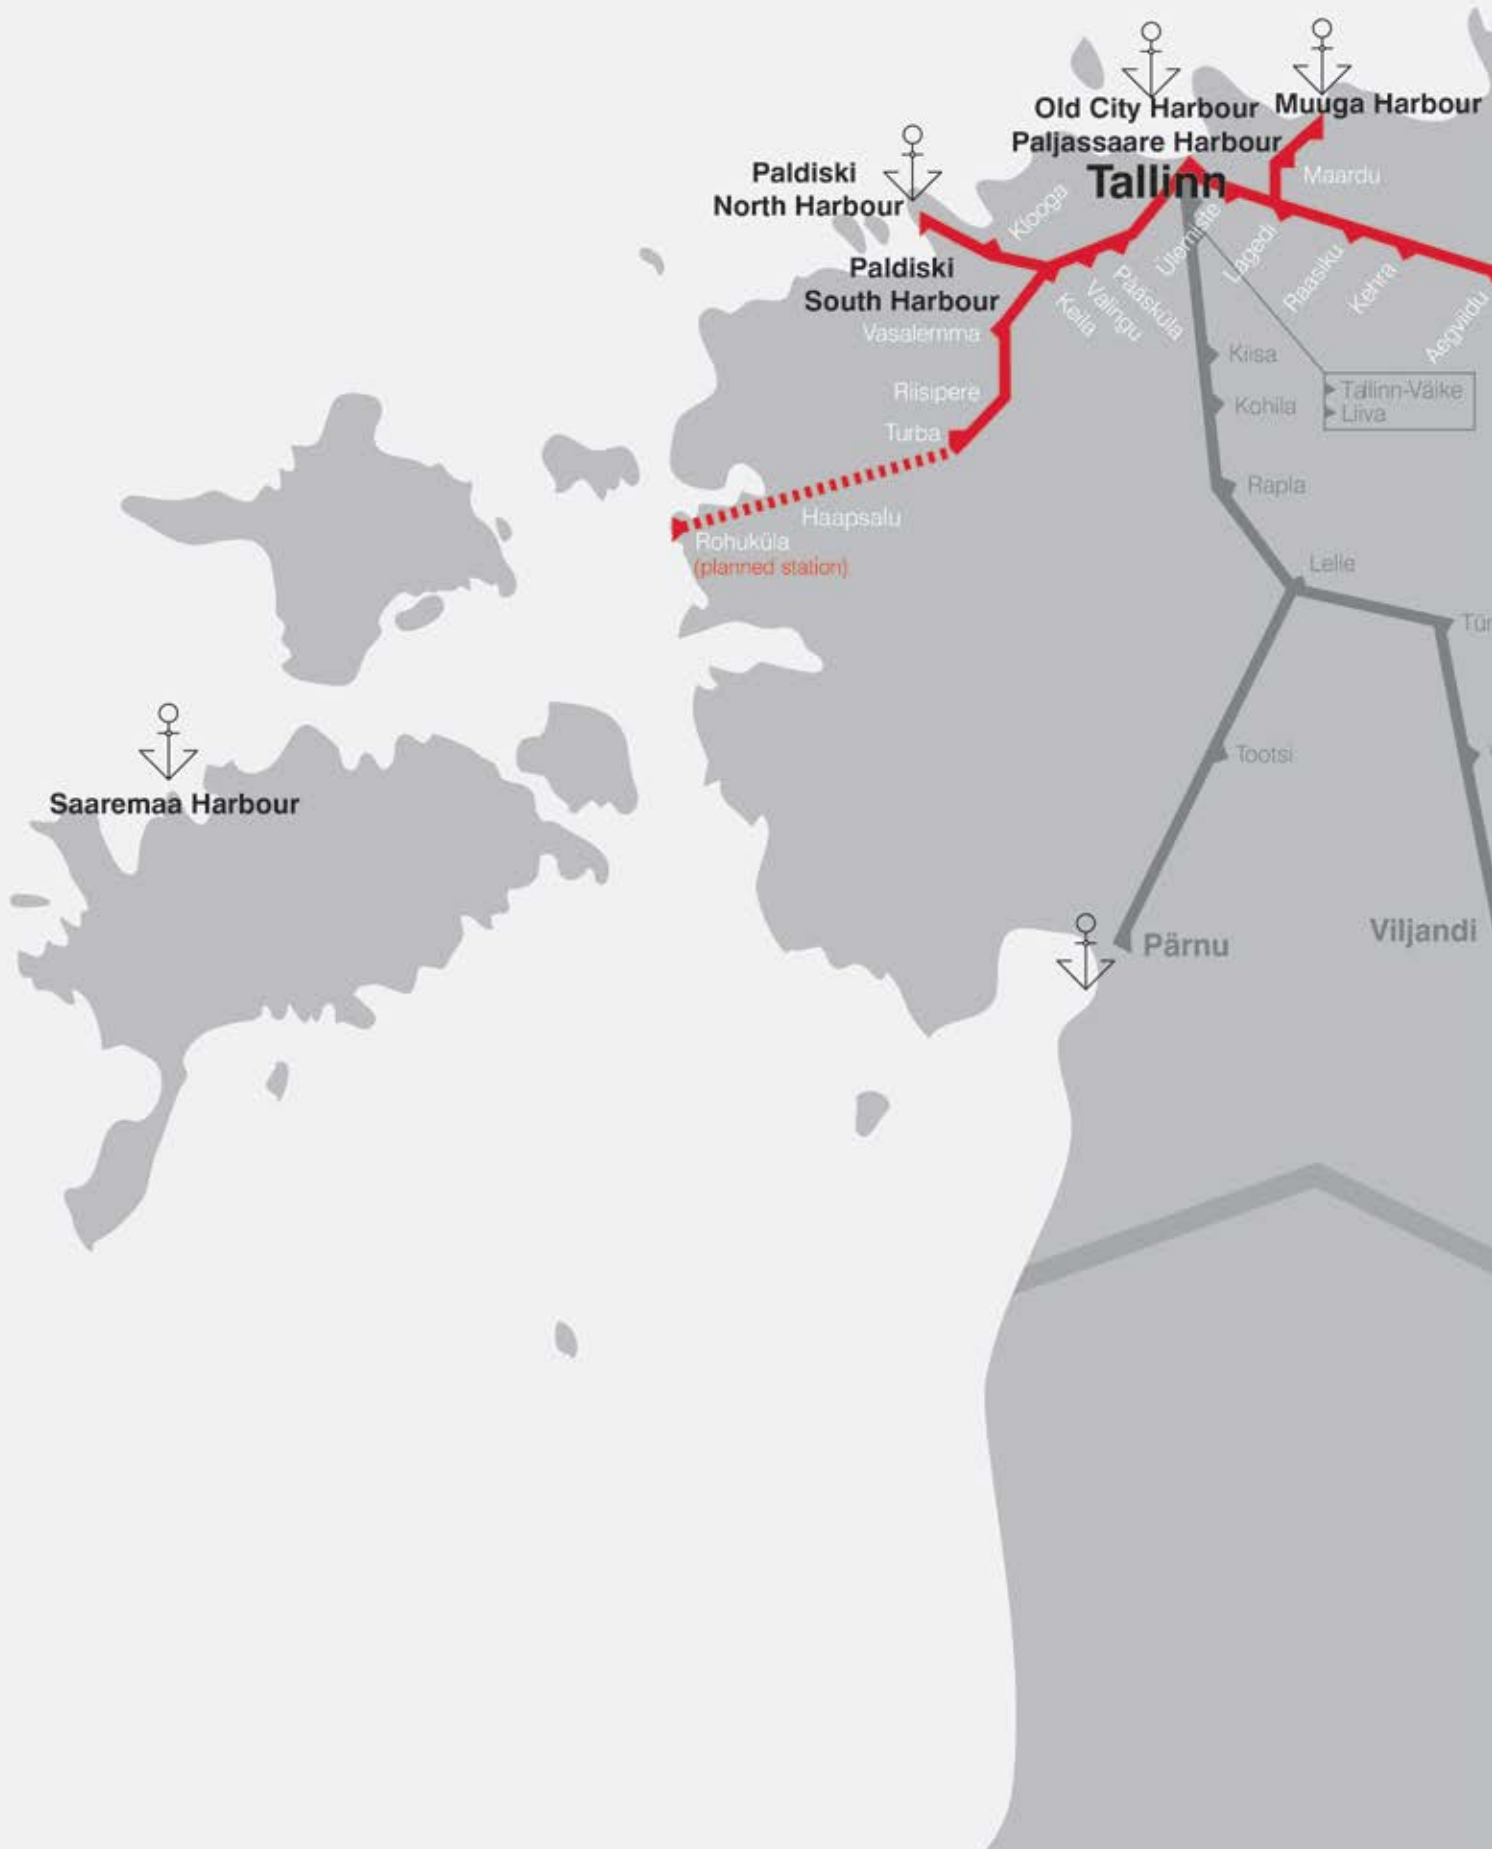 Old City Harbour
Muuga Harbour
Paljassaare Harbour
Tallinn
Maardu
Paldiski
North Harbour
Klooga
Ülemiste
Lagedi
Raasiku
Kehra
Aegviidu
Paldiski
South Harbour
Keila
Valingu
Pääsküla
Vasalemma
Kiisa
Riisipere
Tallinn-Väike
Liiva
Kohila
Turba
Rapla
Haapsalu
Rohuküla
(planned station)
Lelle
Tür
Tootsi
Saaremaa Harbour
Viljandi
Pärnu